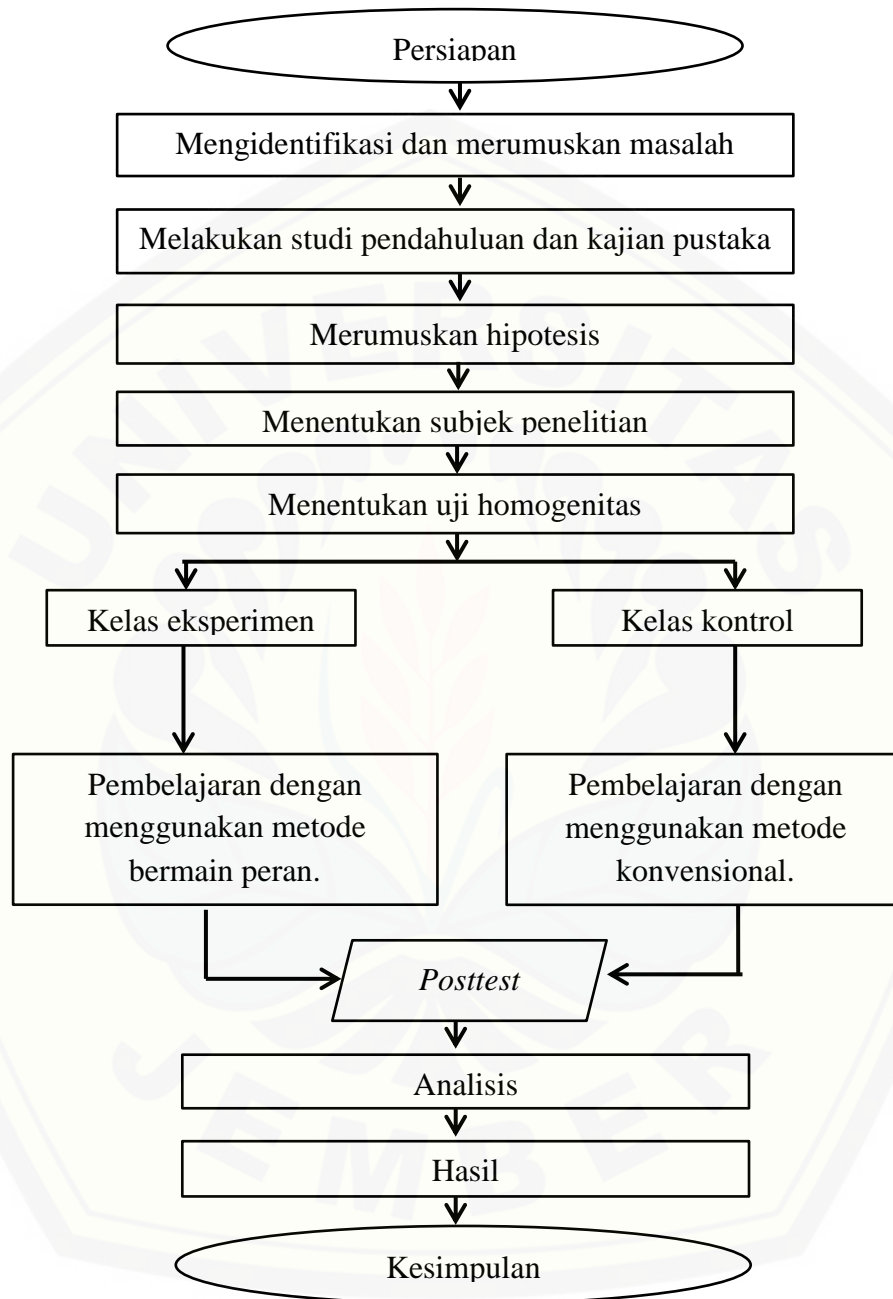 Persiapan
Mengidentifikasi dan merumuskan masalah
Melakukan studi pendahuluan dan kajian pustaka
Merumuskan hipotesis
Menentukan subjek penelitian
Menentukan uji homogenitas
Kelas eksperimen
Kelas kontrol
Pembelajaran dengan
menggunakan metode
bermain peran.
Pembelajaran dengan
menggunakan metode
konvensional.
Posttest
Analisis
Hasil
Kesimpulan
UNIVERSITAS
JEMBER